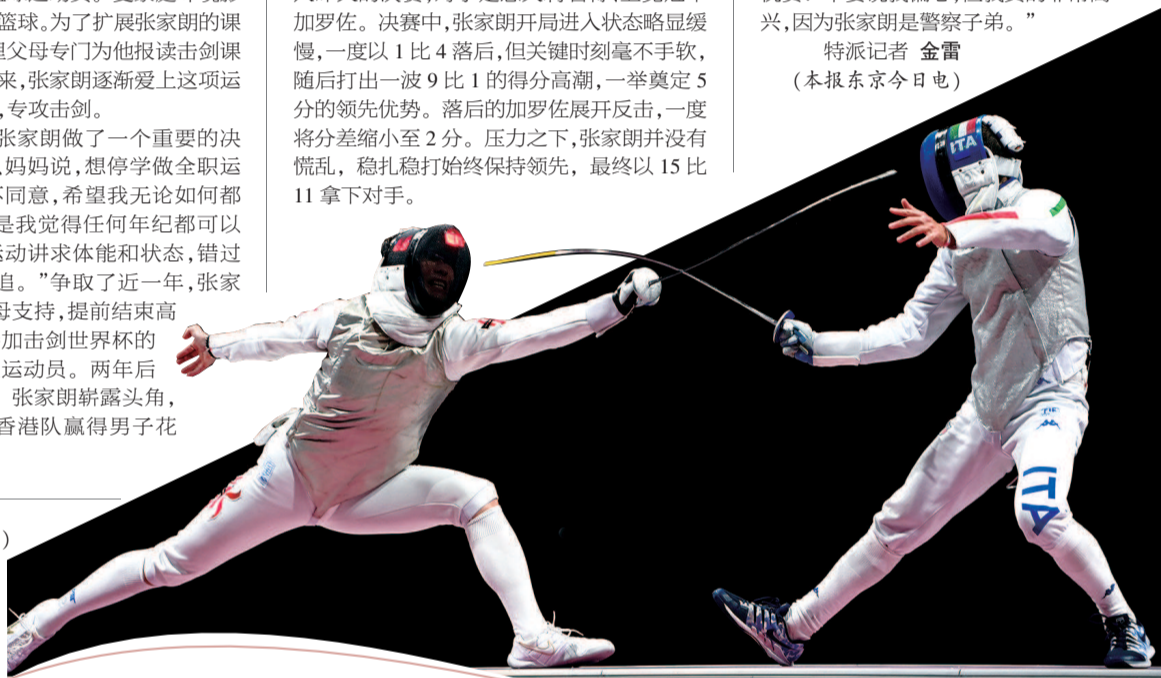 篮球。为了扩展张家朗的课
父母专门为他报读击剑课
来,张家朗逐渐爱上这项运
,专攻击剑。
张家朗做了一个重要的决
妈妈说,想停学做全职运
不同意,希望我无论如何都
是我觉得任何年纪都可以
运动讲求体能和状态,错过
追。”争取了近一年,张家
母支持,提前结束高
加击剑世界杯的
运动员。两年后
张家朗崭露头角,
香港队赢得男子花
)
加罗佐。决赛中,张家朗开局进入状态略显缓
慢,一度以 1 比 4 落后,但关键时刻毫不手软,
随后打出一波 9 比 1 的得分高潮,一举奠定 5
分的领先优势。落后的加罗佐展开反击,一度
将分差缩小至 2 分。压力之下,张家朗并没有
慌乱,稳扎稳打始终保持领先,最终以 15 比
11 拿下对手。
兴,因为张家朗是警察子弟。”
特派记者 金雷
(本报东京今日电)
ITA
ITA